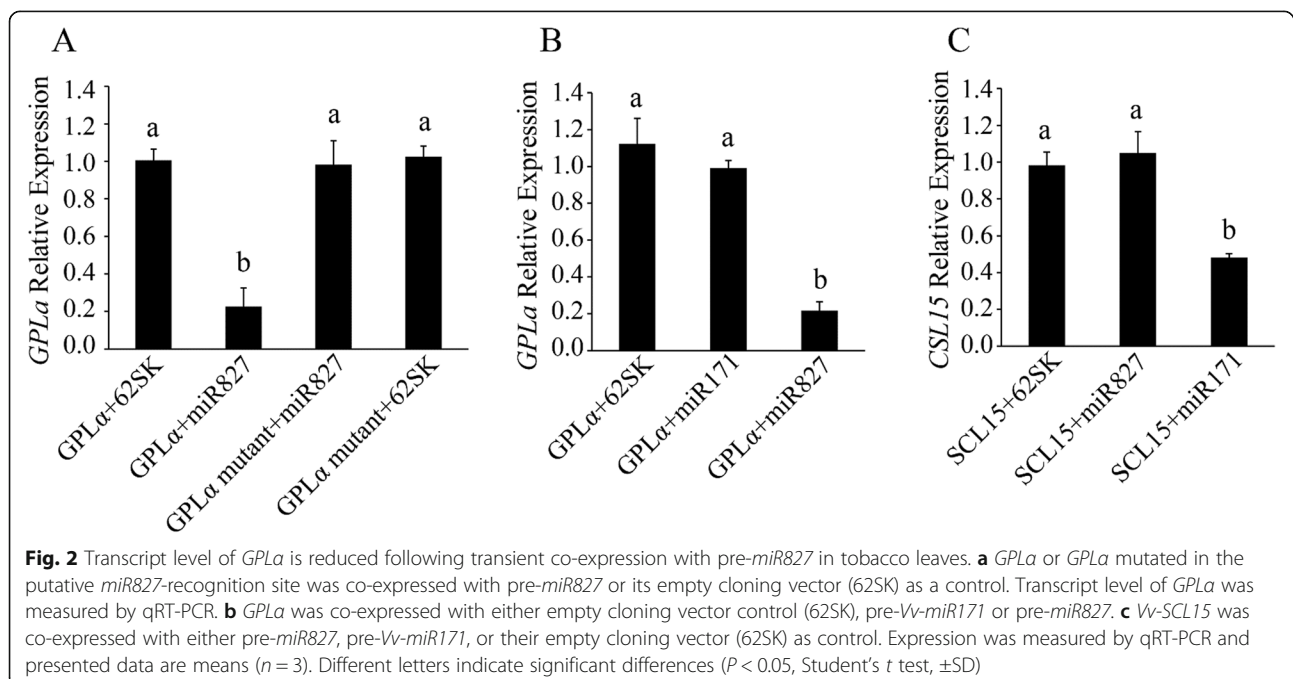 A
GPLα Relative Expression
1.4
1.2
1.0
0.8
0.6
0.4
0.2
0.0
a
b
a
a
GPLα+62SK
GPLα+miR827
GPLα mutant+miR827
GPLα mutant+62SK
B
GPLα Relative Expression
1.4
1.2
1.0
0.8
0.6
0.4
0.2
0.0
a
a
b
GPLα+62SK
GPLα+miR171
GPLα+miR827
C
CSL15 Relative Expression
1.4
1.2
1.0
0.8
0.6
0.4
0.2
0.0
a
a
b
SCL15+62SK
SCL15+miR827
SCL15+miR171
Fig. 2 Transcript level of GPLα is reduced following transient co-expression with pre-miR827 in tobacco leaves. a GPLα or GPLα mutated in the
putative miR827-recognition site was co-expressed with pre-miR827 or its empty cloning vector (62SK) as a control. Transcript level of GPLα was
measured by qRT-PCR. b GPLα was co-expressed with either empty cloning vector control (62SK), pre-Vv-miR171 or pre-miR827. c Vv-SCL15 was
co-expressed with either pre-miR827, pre-Vv-miR171, or their empty cloning vector (62SK) as control. Expression was measured by qRT-PCR and
presented data are means (n = 3). Different letters indicate significant differences (P < 0.05, Student's t test, ±SD)